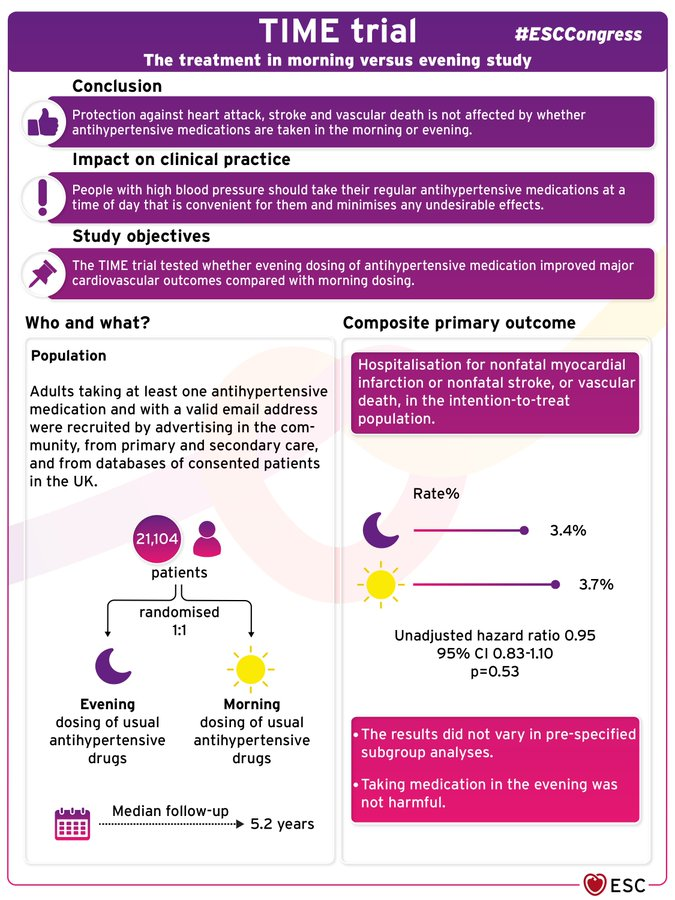 TIME trial
#ESCCongress
The treatment in morning versus evening study
Conclusion
Protection against heart attack, stroke and vascular death is not affected by whether
antihypertensive medications are taken in the morning or evening.
Impact on clinical practice
People with high blood pressure should take their regular antihypertensive medications at a
time of day that is convenient for them and minimises any undesirable effects.
Study objectives
The TIME trial tested whether evening dosing of antihypertensive medication improved major
cardiovascular outcomes compared with morning dosing.
Who and what?
Population
Adults taking at least one antihypertensive
medication and with a valid email address
were recruited by advertising in the com-
munity, from primary and secondary care,
and from databases of consented patients
in the UK.
21,104
patients
randomised
1:1
Evening
dosing of usual
antihypertensive
drugs
Morning
dosing of usual
antihypertensive
drugs
Median follow-up
5.2 years
Composite primary outcome
Hospitalisation for nonfatal myocardial
infarction or nonfatal stroke, or vascular
death, in the intention-to-treat
population.
Rate%
3.4%
3.7%
Unadjusted hazard ratio 0.95
95% CI 0.83-1.10
p=0.53
• The results did not vary in pre-specified
subgroup analyses.
• Taking medication in the evening was
not harmful.
ESC